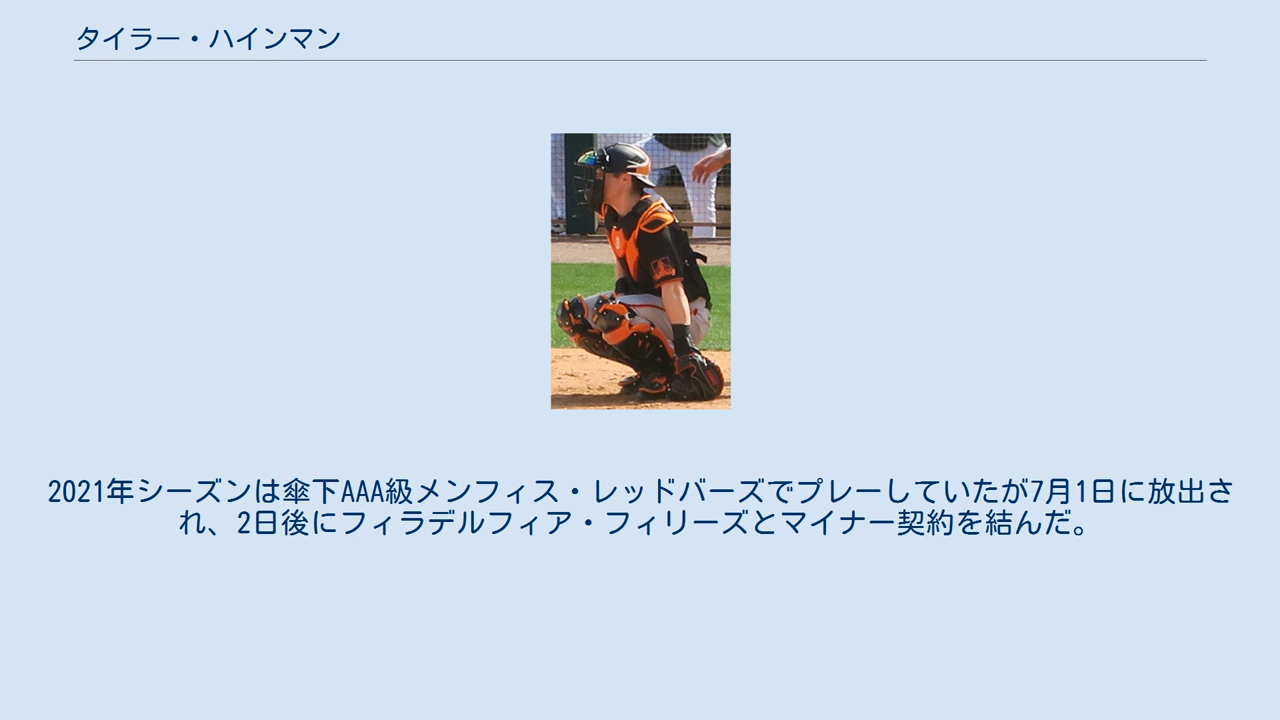 タイラー・ハインマン
2021年シーズンは傘下AAA級メンフィス・レッドバーズでプレーしていたが7月1日に放出さ
れ、2日後にフィラデルフィア・フィリーズとマイナー契約を結んだ。